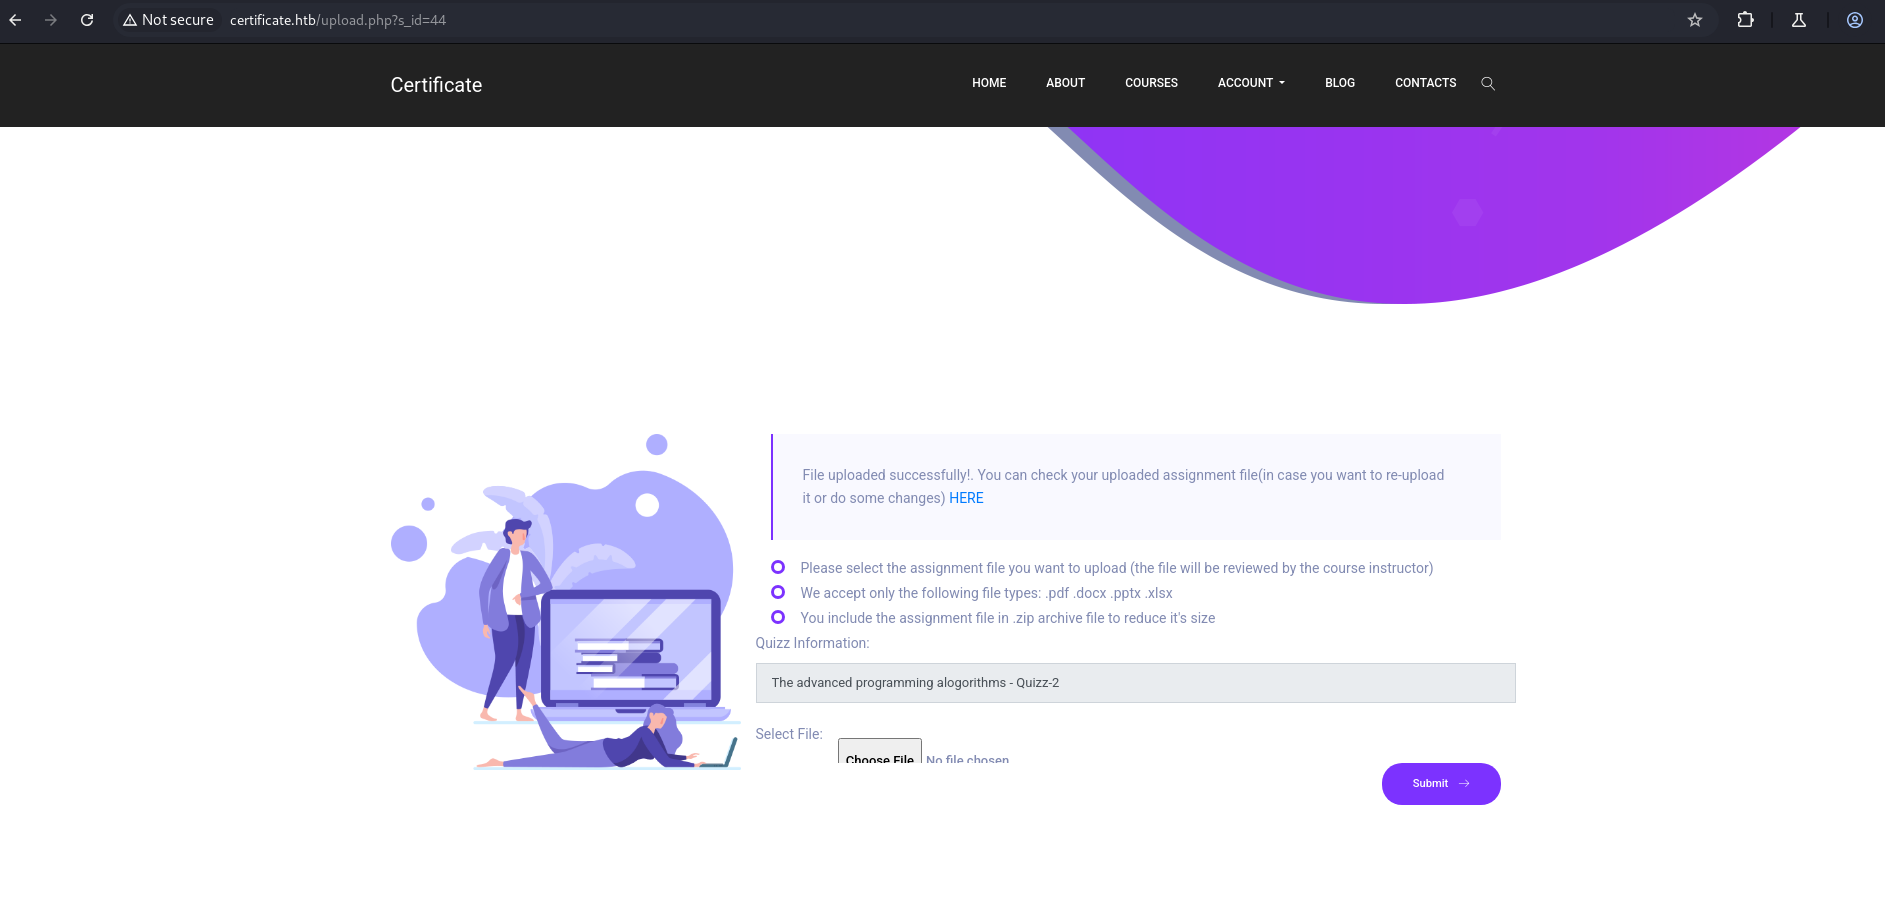 Not secure certificate.htb/upload.php?s_id=44
Certificate
HOME ABOUT COURSES ACCOUNT BLOG CONTACTS
File uploaded successfully!. You can check your uploaded assignment file(in case you want to re-upload
it or do some changes) HERE
Please select the assignment file you want to upload (the file will be reviewed by the course instructor)
We accept only the following file types: .pdf .docx .pptx .xlsx
You include the assignment file in .zip archive file to reduce it's size
Quizz Information:
The advanced programming alogorithms - Quizz-2
Select File:
Choose File No file chosen
Submit